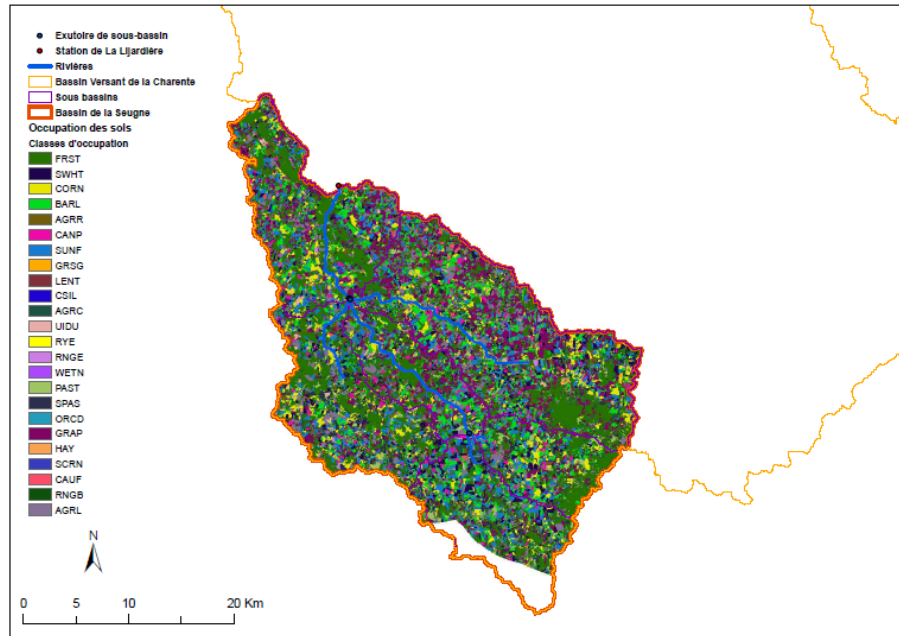 Exutoire de sous-bassin
Station de La Lijardière
Rivières
Bassin Versant de la Charente
Sous bassins
Bassin de la Seugne
Occupation des sols
Classes d'occupation
FRST
SWHT
CORN
BARL
AGRR
CANP
SUNF
GRSG
LENT
CSIL
AGRC
UIDU
RYE
RNGE
WETN
PAST
SPAS
ORCD
GRAP
HAY
SCRN
CAUF
RNGB
AGRL
N
0 5 10 20 Km